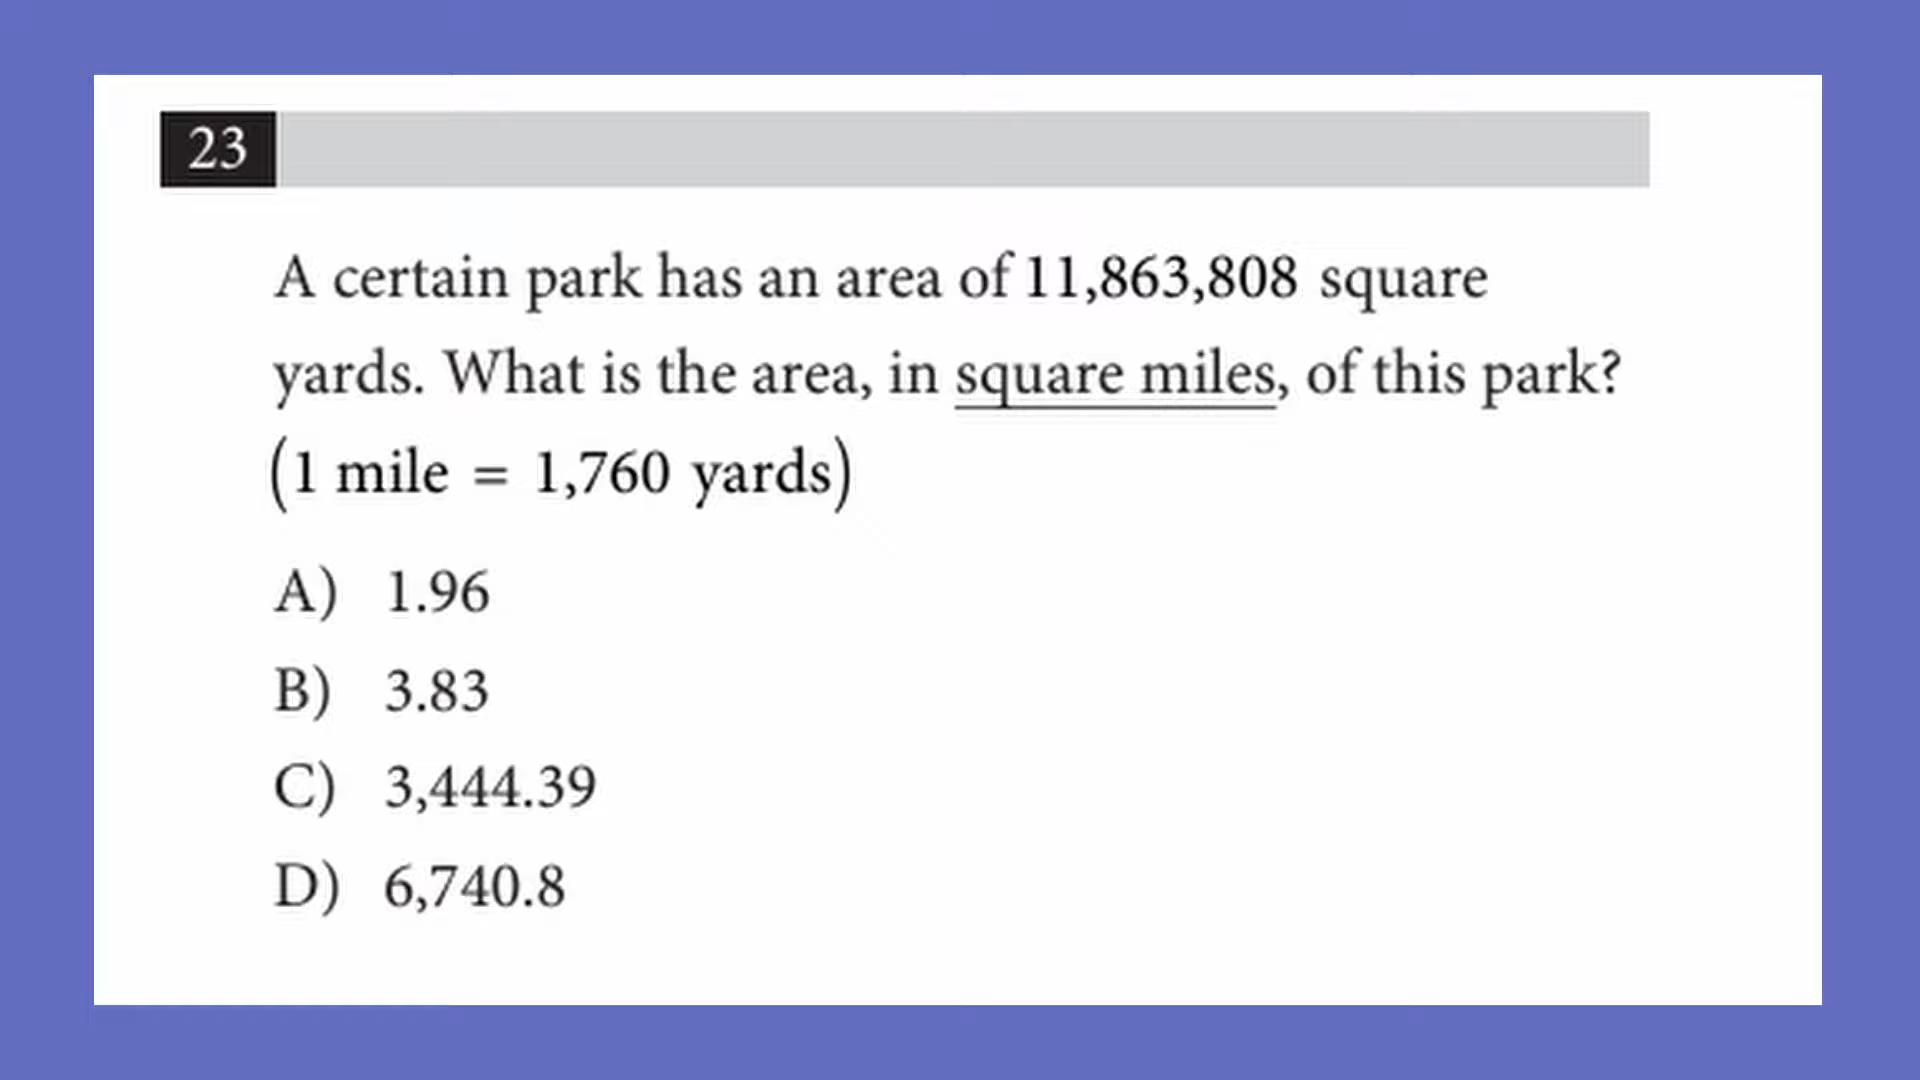 23
A certain park has an area of 11,863,808 square
yards. What is the area, in square miles, of this park?
(1 mile = 1,760 yards)
A) 1.96
B) 3.83
C) 3,444.39
D) 6,740.8